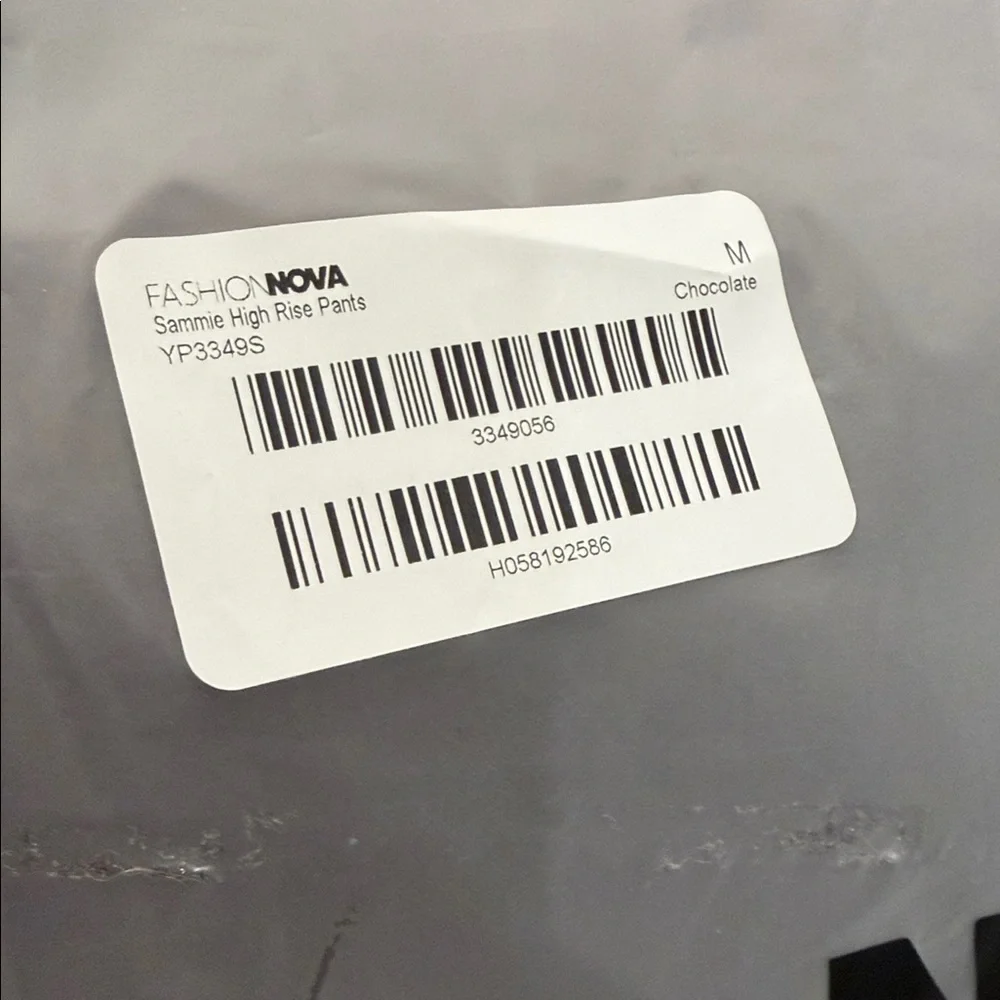 FASHIONNOVA
Sammie High Rise Pants
YP3349S
M
Chocolate
3349056
H058192586